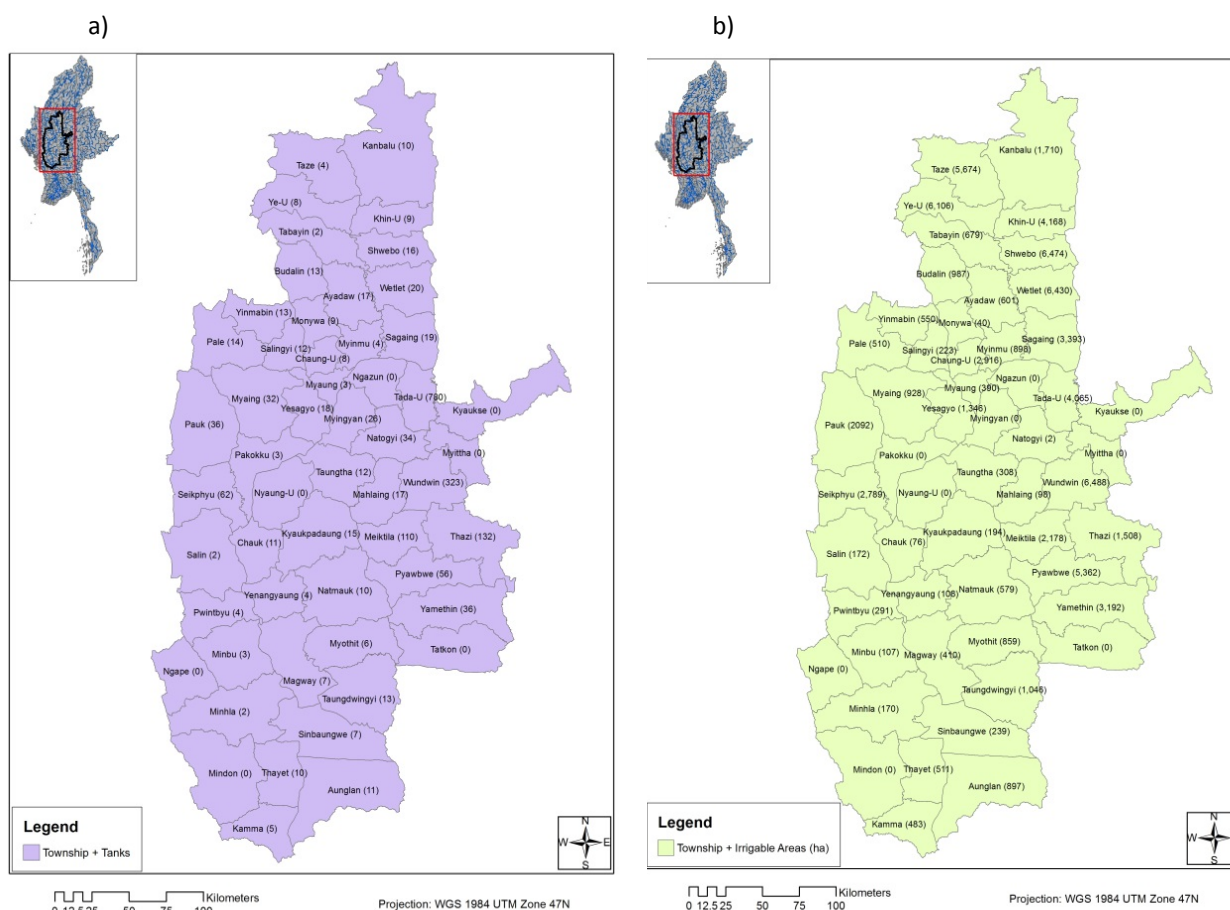 a)
b)
Kanbalu (10)
Taze (4)
Ye-U (8)
Khin-U (9)
Tabayin (2)
Shwebo (16)
Budalin (13)
Wetlet (20)
Ayadaw (17)
Yinmabin (13)
Monywa (9)
Sagaing (19)
Pale (14)
Salingyi (12)
Myinmu (4)
Chaung-U (8)
Ngazun (0)
Myaung (3)
Myaing (32)
Tada-U (780)
Yesagyo (18)
Kyaukse (0)
Myingyan (26)
Pauk (36)
Natogyi (34)
Pakokku (3)
Myittha (0)
Taungtha (12)
Wundwin (323)
Seikphyu (62)
Nyaung-U (0)
Mahlaing (17)
Kyaukpadaung (15)
Chauk (11)
Meiktila (110)
Thazi (132)
Salin (2)
Pyawbwe (56)
Natmauk (10)
Yenangyaung (4)
Yamethin (36)
Pwintbyu (4)
Myothit (6)
Minbu (3)
Tatkon (0)
Ngape (0)
Magway (7)
Taungdwingyi (13)
Minhla (2)
Sinbaungwe (7)
Mindon (0)
Thayet (10)
Aunglan (11)
Kamma (5)
Legend
Township + Tanks
N
W E
S
Kilometers
0 12.5 25 50 75 100
Projection: WGS 1984 UTM Zone 47N
Kanbalu (1,710)
Taze (5,674)
Ye-U (6,106)
Khin-U (4,168)
Tabayin (679)
Shwebo (6,474)
Budalin (987)
Wetlet (6,430)
Ayadaw (601)
Yinmabin (550)
Monywa (40)
Sagaing (3,393)
Pale (510)
Salingyi (223)
Myinmu (898)
Chaung-U (2,916)
Ngazun (0)
Myaung (390)
Myaing (928)
Tada-U (4,065)
Yesagyo (1,346)
Kyaukse (0)
Myingyan (0)
Pauk (2092)
Natogyi (2)
Pakokku (0)
Myittha (0)
Taungtha (308)
Wundwin (6,488)
Seikphyu (2,789)
Nyaung-U (0)
Mahlaing (98)
Kyaukpadaung (194)
Chauk (76)
Meiktila (2,178)
Thazi (1,508)
Salin (172)
Pyawbwe (5,362)
Natmauk (579)
Yenangyaung (106)
Yamethin (3,192)
Pwintbyu (291)
Myothit (859)
Minbu (107)
Magway (410)
Tatkon (0)
Ngape (0)
Taungdwingyi (1,046)
Minhla (170)
Sinbaungwe (239)
Mindon (0)
Thayet (511)
Aunglan (897)
Kamma (483)
Legend
Township + Irrigable Areas (ha)
N
W E
S
Kilometers
0 12.5 25 50 75 100
Projection: WGS 1984 UTM Zone 47N